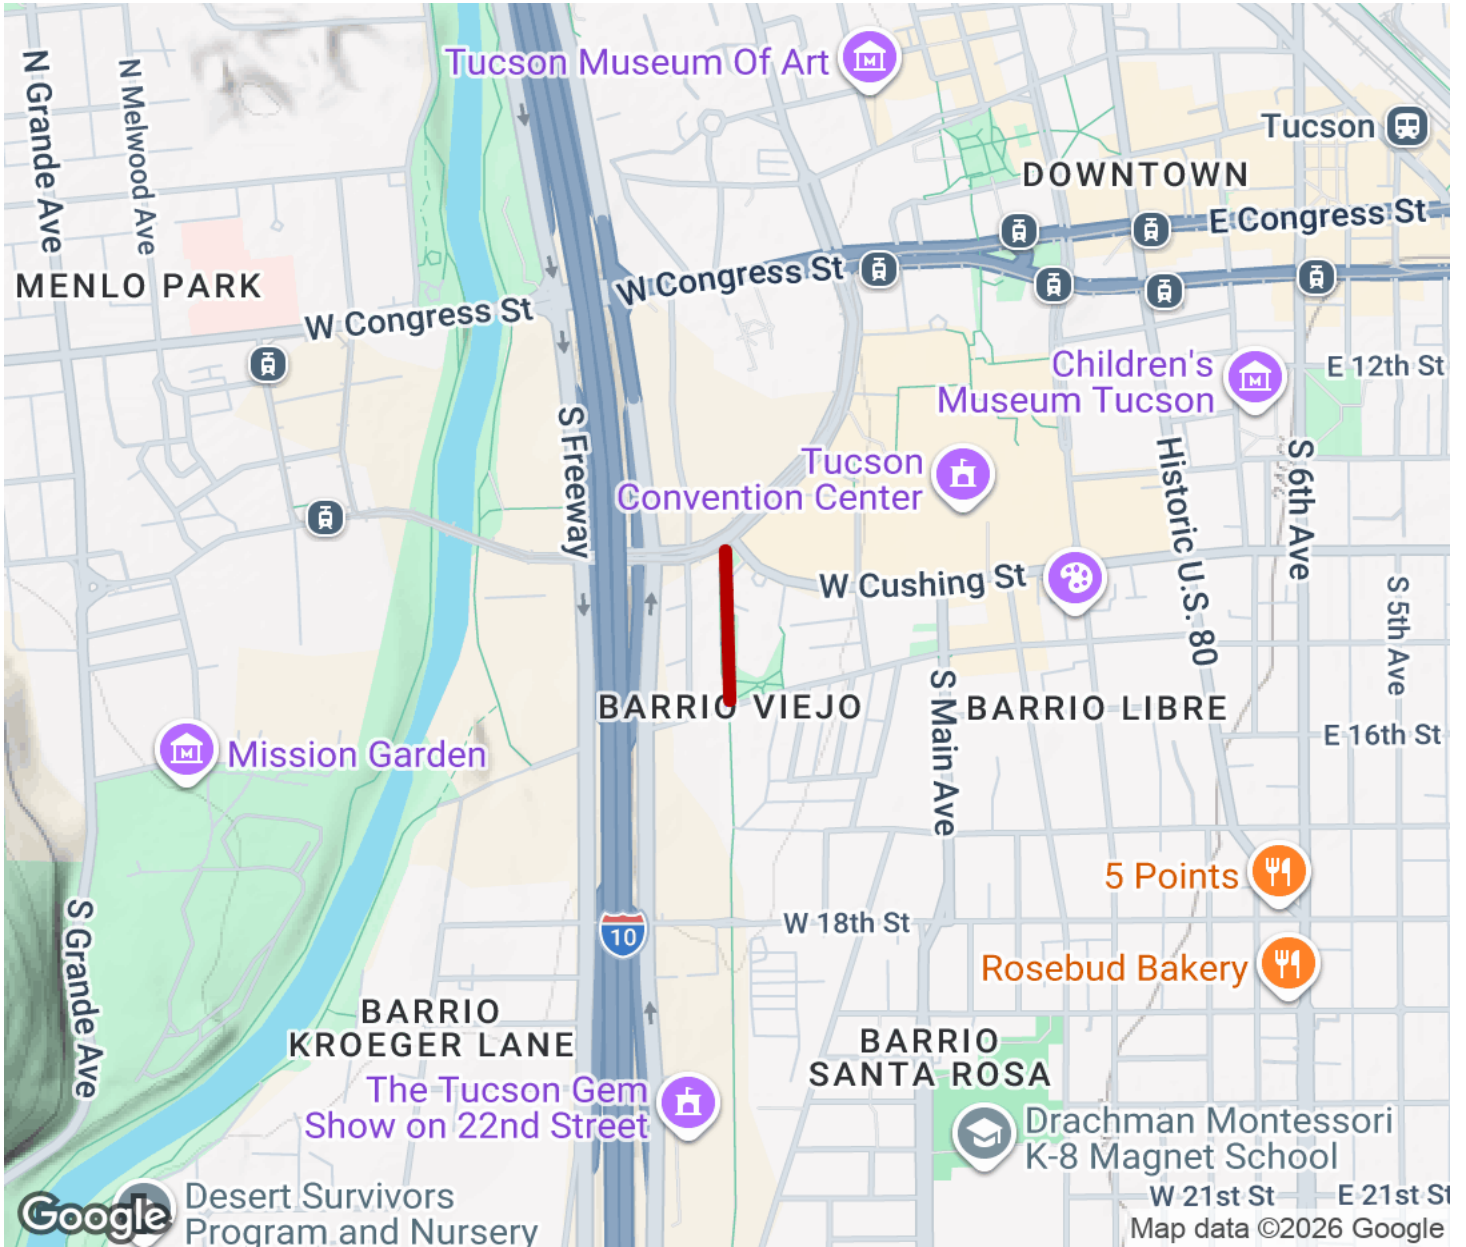 Tucson Museum Of Art
N Grande Ave
N Melwood Ave
Tucson
DOWNTOWN
E Congress St
W Congress St
MENLO PARK
W Congress St
Children's
Museum Tucson
E 12th St
S Freeway
Tucson
Convention Center
Historic U.S. 80
S 6th Ave
W Cushing St
S 5th Ave
BARRIO VIEJO
S Main Ave
BARRIO LIBRE
E 16th St
Mission Garden
5 Points
S Grande Ave
W 18th St
10
Rosebud Bakery
BARRIO
KROEGER LANE
BARRIO
SANTA ROSA
The Tucson Gem
Show on 22nd Street
Drachman Montessori
K-8 Magnet School
Desert Survivors
Program and Nursery
W 21st St
E 21st St
Google
Map data ©2026 Google